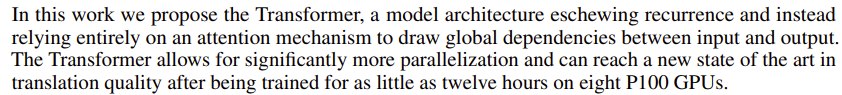 In this work we propose the Transformer, a model architecture eschewing recurrence and instead
relying entirely on an attention mechanism to draw global dependencies between input and output.
The Transformer allows for significantly more parallelization and can reach a new state of the art in
translation quality after being trained for as little as twelve hours on eight P100 GPUs.